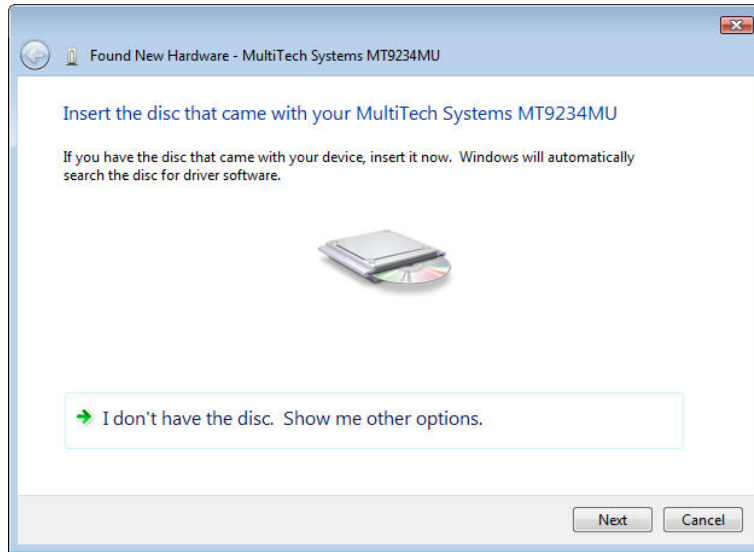 Found New Hardware - MultiTech Systems MT9234MU
Insert the disc that came with your MultiTech Systems MT9234MU
If you have the disc that came with your device, insert it now.  Windows will automatically
search the disc for driver software.
I don't have the disc.  Show me other options.
Next
Cancel